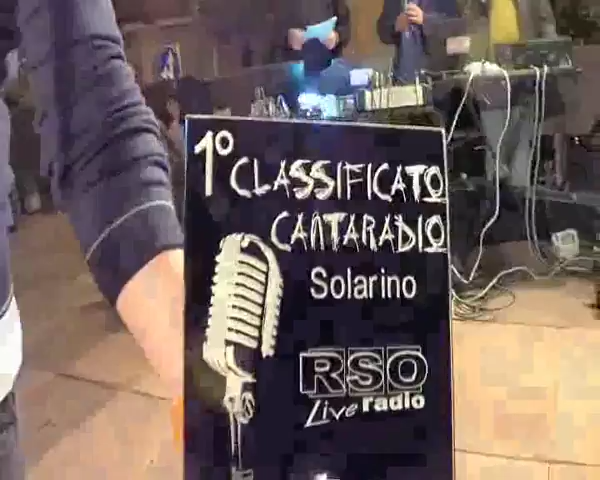 1° CLASSIFICATO
CANTARADIO
Solarino
RSO
Live radio